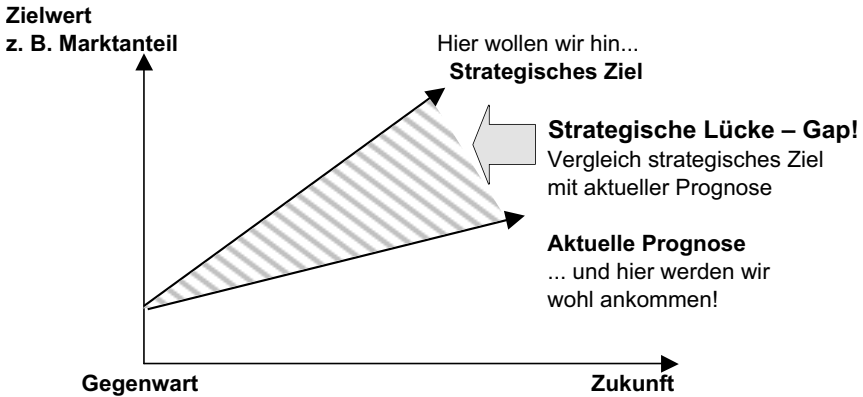 Zielwert
z. B. Marktanteil
Hier wollen wir hin...
Strategisches Ziel
Strategische Lücke – Gap!
Vergleich strategisches Ziel
mit aktueller Prognose
Aktuelle Prognose
... und hier werden wir
wohl ankommen!
Gegenwart
Zukunft